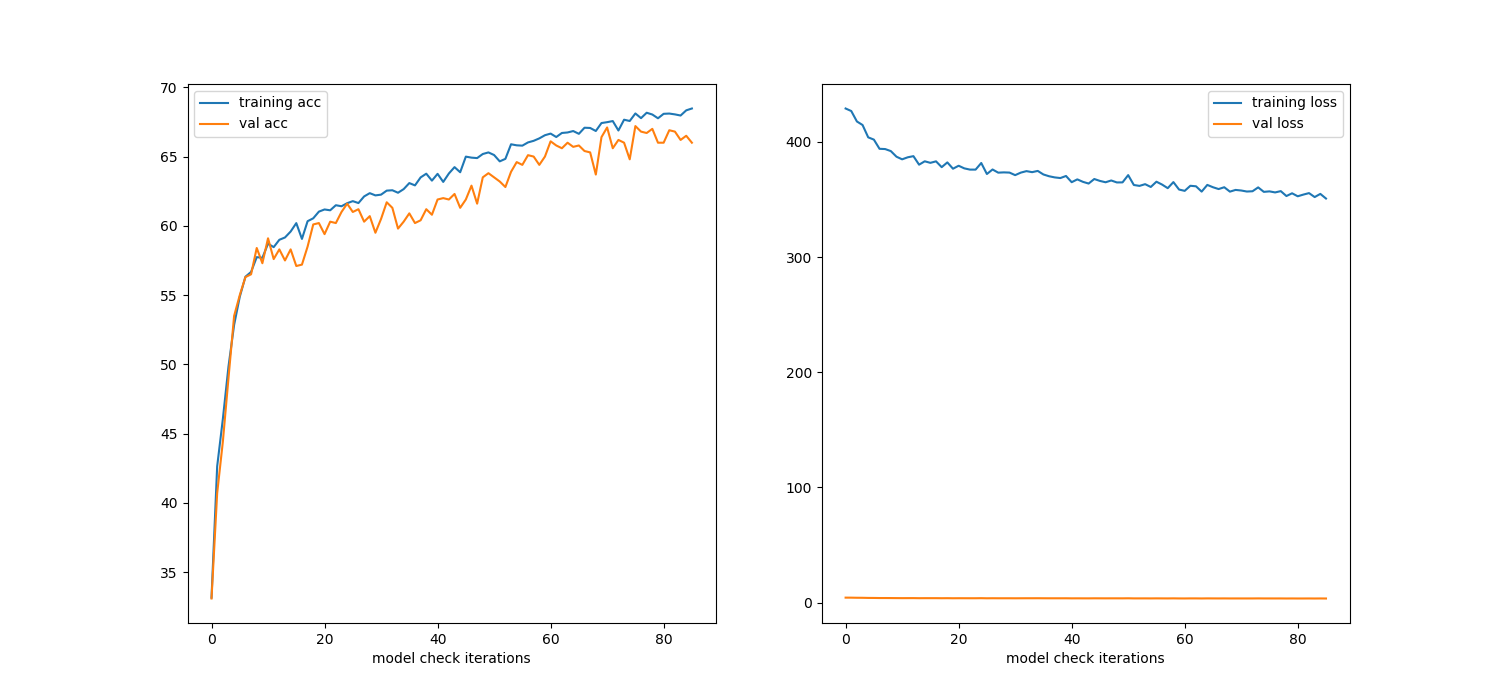 training acc
val acc
70
65
60
55
50
45
40
35
0 20 40 60 80
model check iterations
training loss
val loss
400
300
200
100
0
0 20 40 60 80
model check iterations